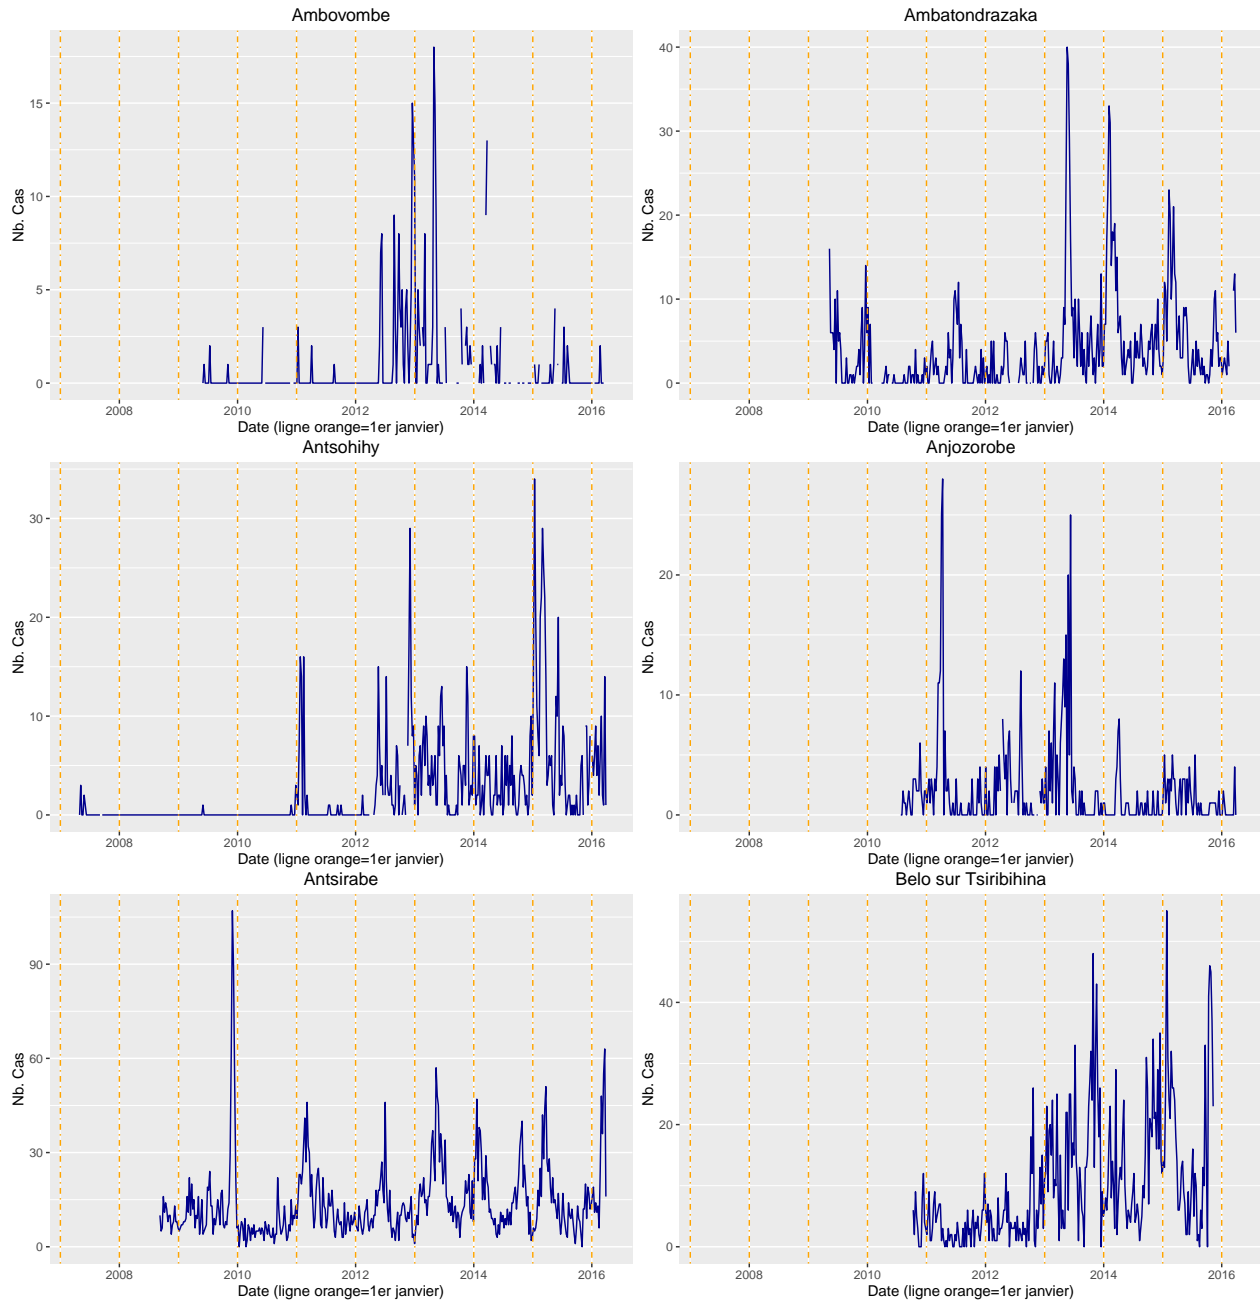 Ambovombe
Nb. Cas
15
10
5
0
2008 2010 2012 2014 2016
Date (ligne orange=1er janvier)
Ambatondrazaka
Nb. Cas
40
30
20
10
0
2008 2010 2012 2014 2016
Date (ligne orange=1er janvier)
Antsohihy
Nb. Cas
30
20
10
0
2008 2010 2012 2014 2016
Date (ligne orange=1er janvier)
Anjozorobe
Nb. Cas
20
10
0
2008 2010 2012 2014 2016
Date (ligne orange=1er janvier)
Antsirabe
Nb. Cas
90
60
30
0
2008 2010 2012 2014 2016
Date (ligne orange=1er janvier)
Belo sur Tsiribihina
Nb. Cas
40
20
0
2008 2010 2012 2014 2016
Date (ligne orange=1er janvier)